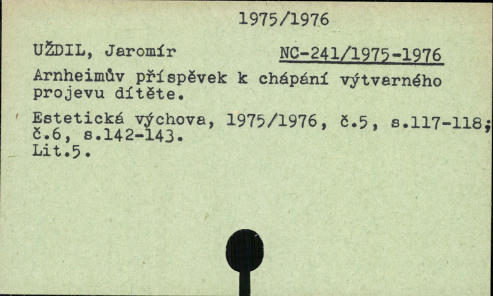 1975/1976
UŽDIL, Jaromír NC-241/1975-1976
Arnheimův příspěvek k chápání výtvarného
projevu dítěte.
Estetická výchova, 1975/1976, č.5, s.117-118;
č.6, s.142-143.
Lit.5.